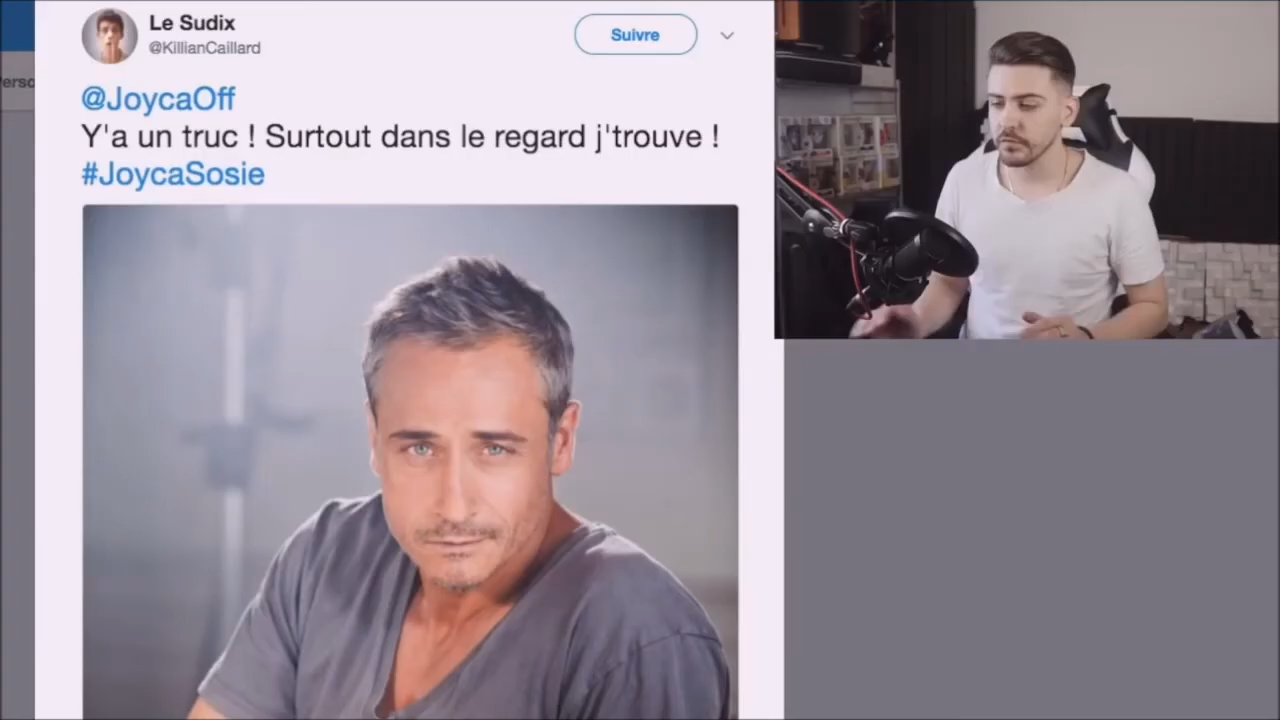 Le Sudix
@KillianCaillard
Suivre
@JoycaOff
Y'a un truc ! Surtout dans le regard j'trouve !
#JoycaSosie